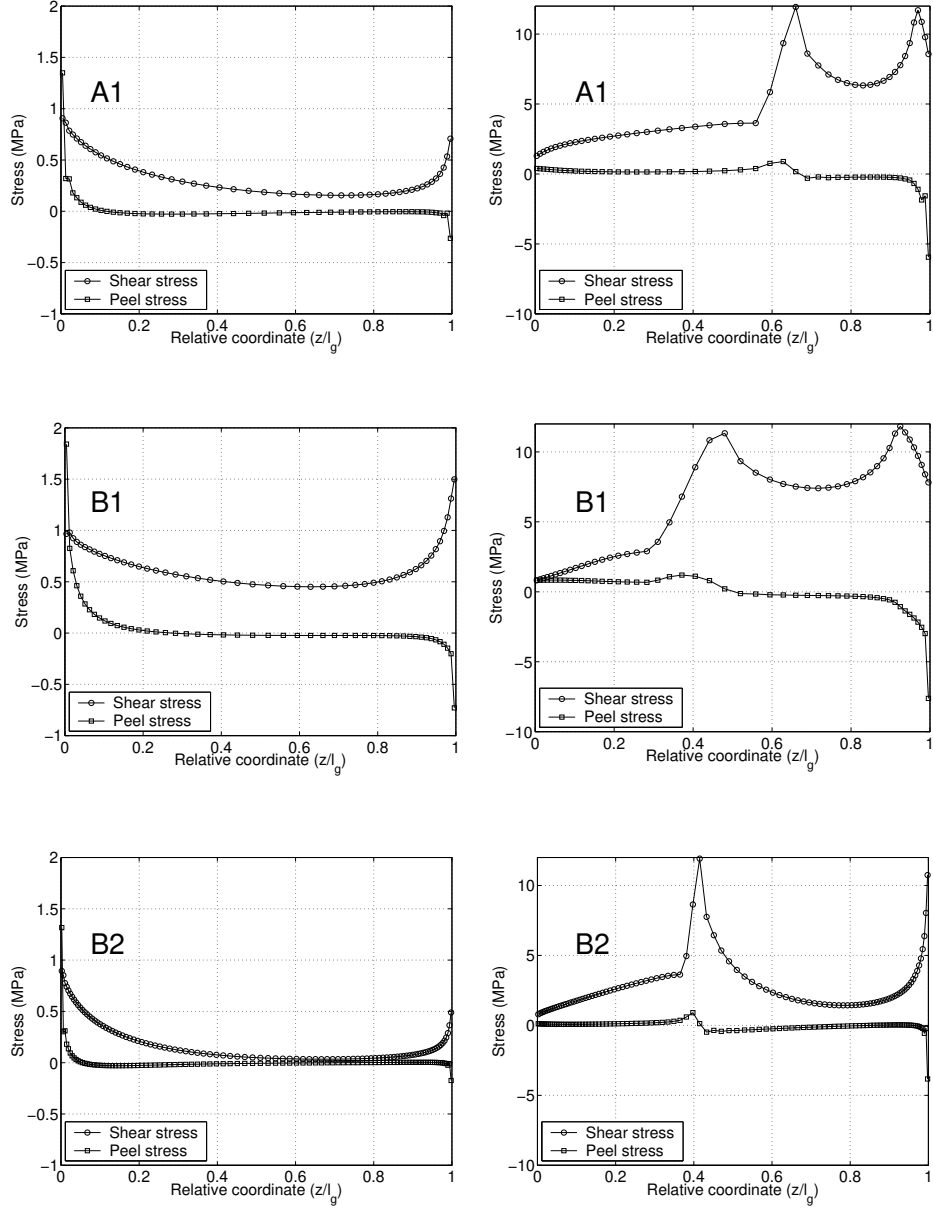 2
1.5
1
0.5
0
−0.5
−1
Stress (MPa)
A1
Shear stress
Peel stress
0 0.2 0.4 0.6 0.8 1
Relative coordinate (z/lg)
10
5
0
−5
−10
Stress (MPa)
A1
Shear stress
Peel stress
0 0.2 0.4 0.6 0.8 1
Relative coordinate (z/lg)
2
1.5
1
0.5
0
−0.5
−1
Stress (MPa)
B1
Shear stress
Peel stress
0 0.2 0.4 0.6 0.8 1
Relative coordinate (z/lg)
10
5
0
−5
−10
Stress (MPa)
B1
Shear stress
Peel stress
0 0.2 0.4 0.6 0.8 1
Relative coordinate (z/lg)
2
1.5
1
0.5
0
−0.5
−1
Stress (MPa)
B2
Shear stress
Peel stress
0 0.2 0.4 0.6 0.8 1
Relative coordinate (z/lg)
10
5
0
−5
−10
Stress (MPa)
B2
Shear stress
Peel stress
0 0.2 0.4 0.6 0.8 1
Relative coordinate (z/lg)